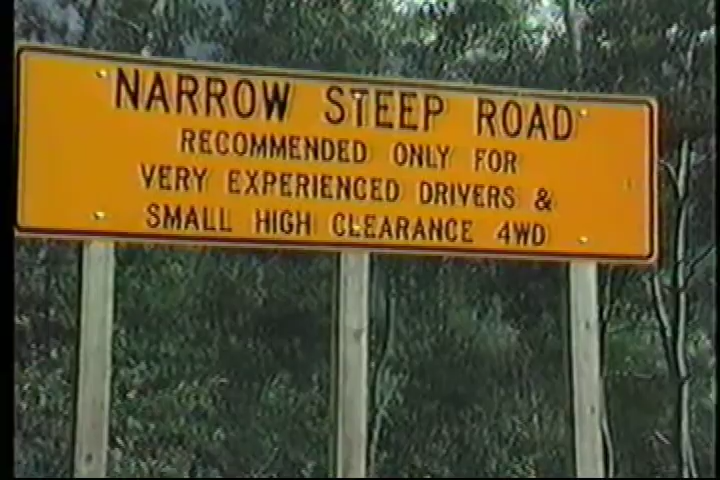 NARROW STEEP ROAD
RECOMMENDED ONLY FOR
VERY EXPERIENCED DRIVERS &
SMALL HIGH CLEARANCE 4WD